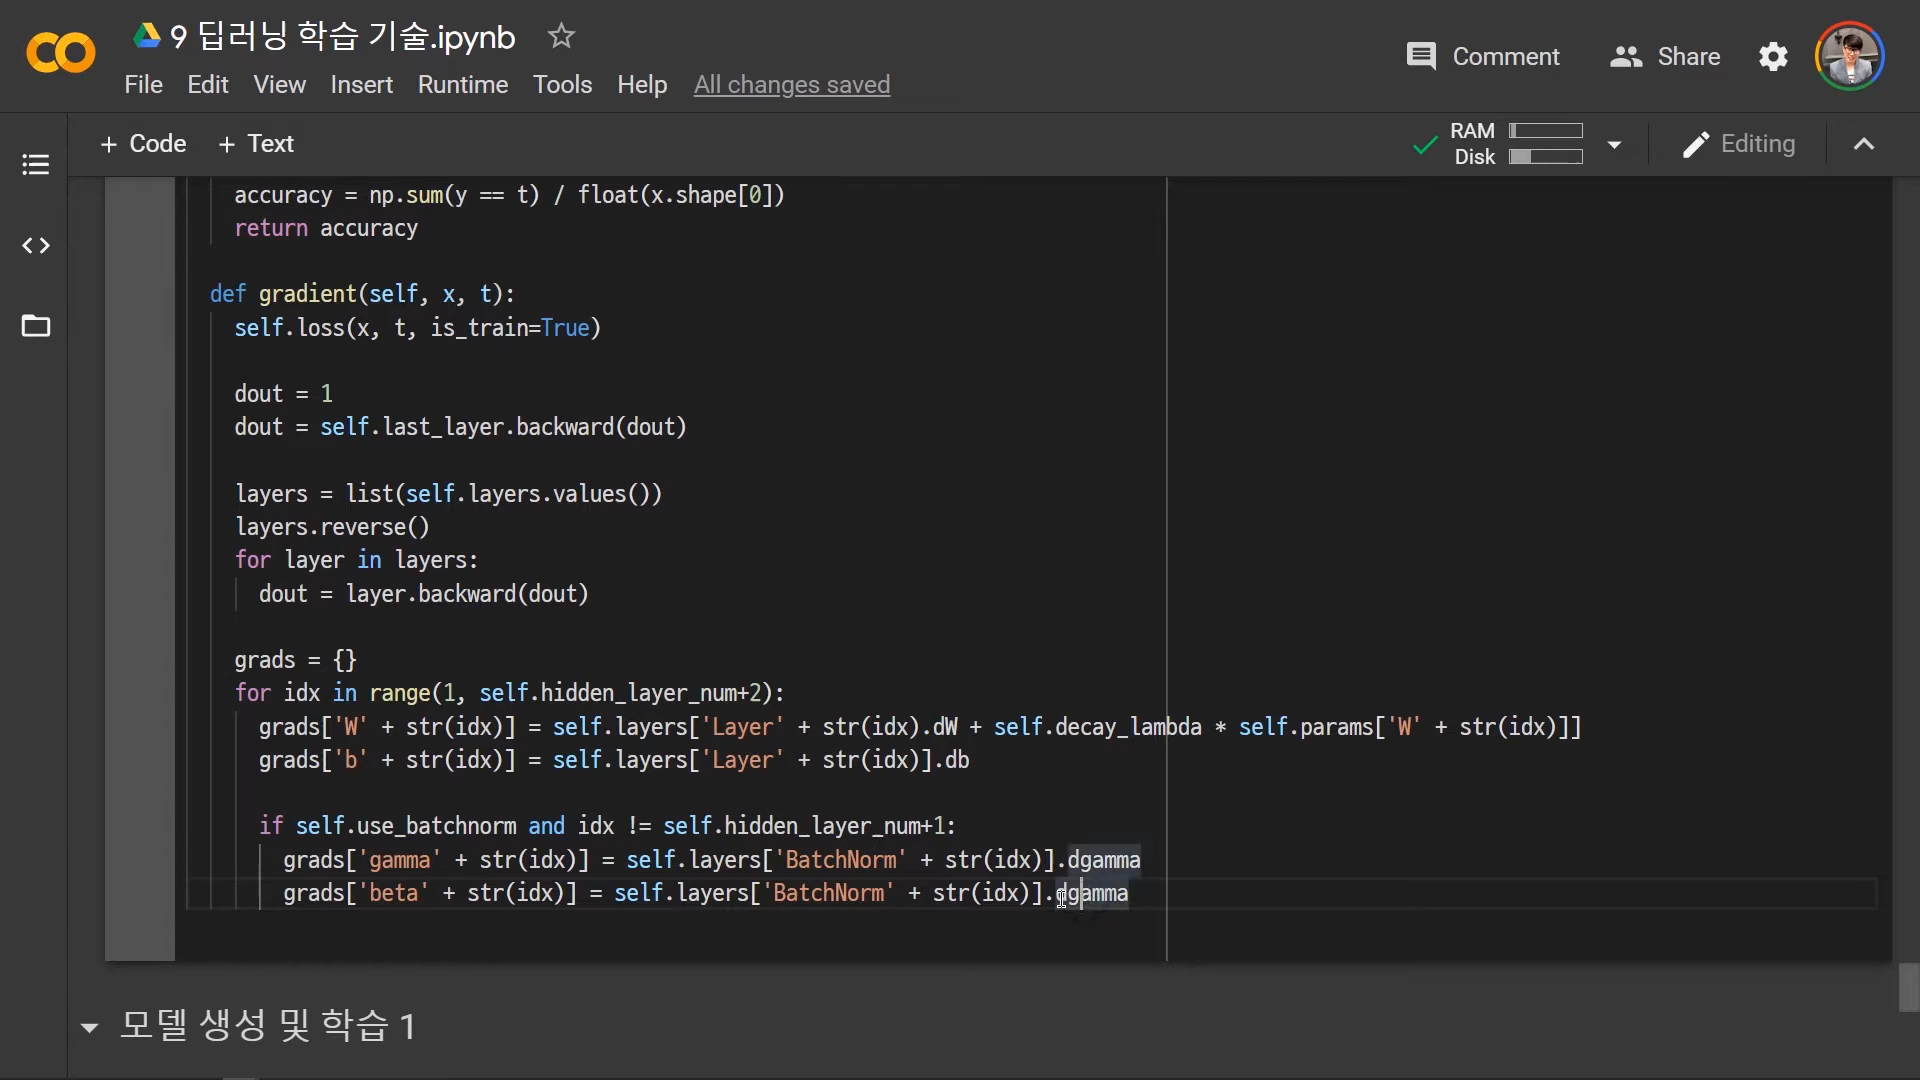 9 딥러닝 학습 기술.ipynb
Comment
Share
File Edit View Insert Runtime Tools Help All changes saved
+ Code + Text
RAM
Disk
Editing
accuracy = np.sum(y == t) / float(x.shape[0])
return accuracy
def gradient(self, x, t):
self.loss(x, t, is_train=True)
dout = 1
dout = self.last_layer.backward(dout)
layers = list(self.layers.values())
layers.reverse()
for layer in layers:
dout = layer.backward(dout)
grads = {}
for idx in range(1, self.hidden_layer_num+2):
grads['W' + str(idx)] = self.layers['Layer' + str(idx).dW + self.decay_lambda * self.params['W' + str(idx)]]
grads['b' + str(idx)] = self.layers['Layer' + str(idx)].db
if self.use_batchnorm and idx != self.hidden_layer_num+1:
grads['gamma' + str(idx)] = self.layers['BatchNorm' + str(idx)].dgamma
grads['beta' + str(idx)] = self.layers['BatchNorm' + str(idx)].dgamma
모델 생성 및 학습 1